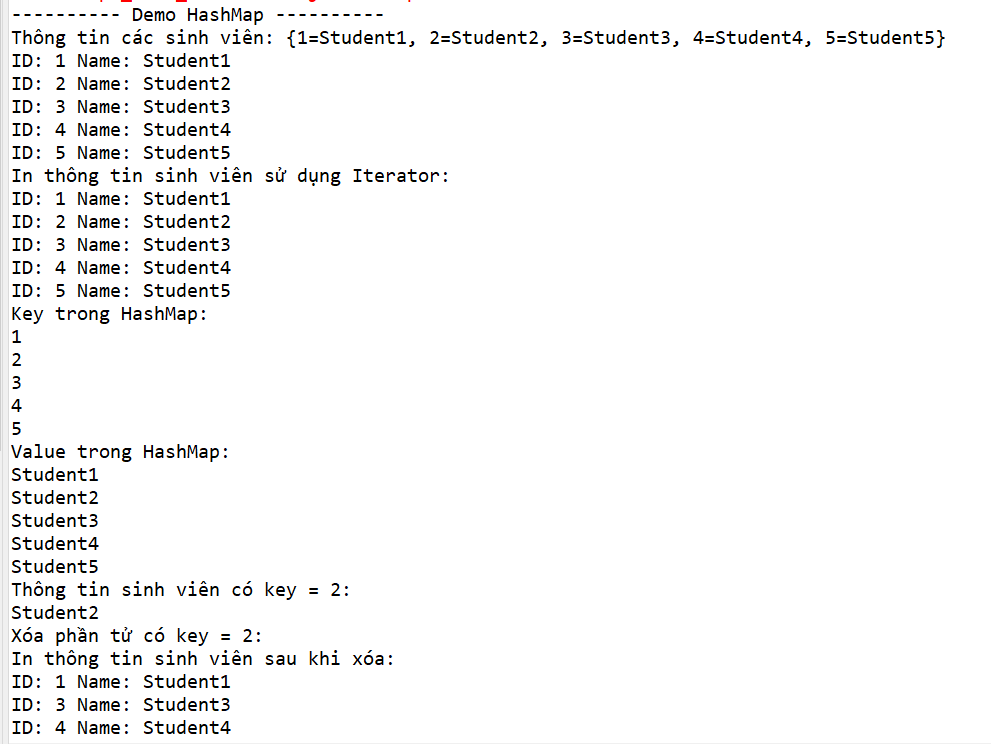 ---------- Demo HashMap ----------
Thông tin các sinh viên: {1=Student1, 2=Student2, 3=Student3, 4=Student4, 5=Student5}
ID: 1 Name: Student1
ID: 2 Name: Student2
ID: 3 Name: Student3
ID: 4 Name: Student4
ID: 5 Name: Student5
In thông tin sinh viên sử dụng Iterator:
ID: 1 Name: Student1
ID: 2 Name: Student2
ID: 3 Name: Student3
ID: 4 Name: Student4
ID: 5 Name: Student5
Key trong HashMap:
1
2
3
4
5
Value trong HashMap:
Student1
Student2
Student3
Student4
Student5
Thông tin sinh viên có key = 2:
Student2
Xóa phần tử có key = 2:
In thông tin sinh viên sau khi xóa:
ID: 1 Name: Student1
ID: 3 Name: Student3
ID: 4 Name: Student4